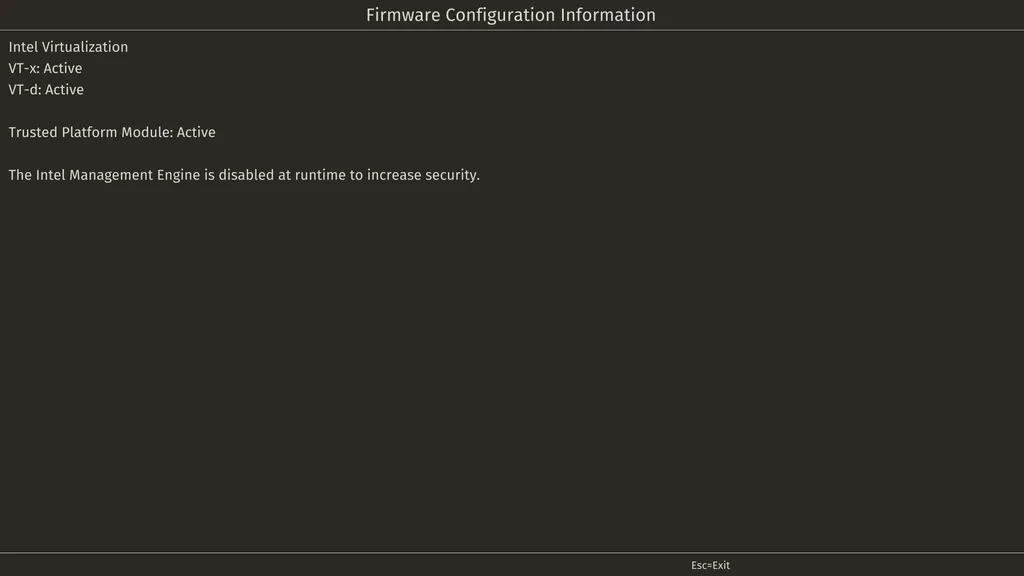 Firmware Configuration Information
Intel Virtualization
VT-x: Active
VT-d: Active
Trusted Platform Module: Active
The Intel Management Engine is disabled at runtime to increase security.
Esc=Exit